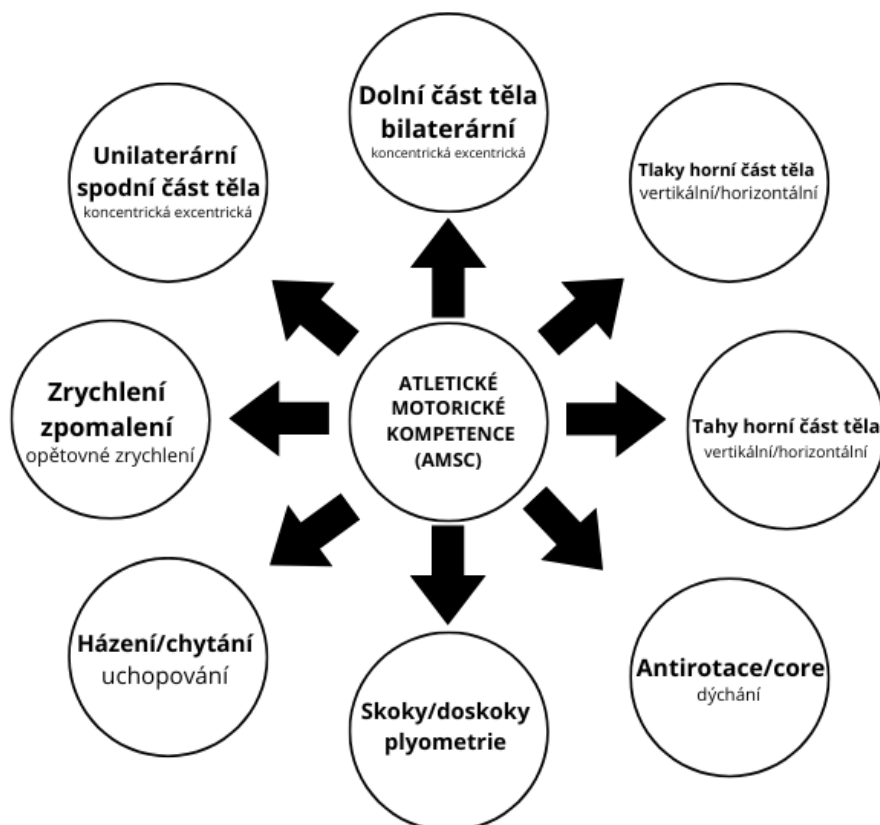 Dolní část těla
bilaterární
koncentrická excentrická
Unilaterární
spodní část těla
koncentrická excentrická
Tlaky horní část těla
vertikální/horizontální
Zrychlení
zpomalení
opětovné zrychlení
ATLETICKÉ
MOTORICKÉ
KOMPETENCE
(AMSC)
Tahy horní část těla
vertikální/horizontální
Házení/chytání
uchopování
Skoky/doskoky
plyometrie
Antirotace/core
dýchání